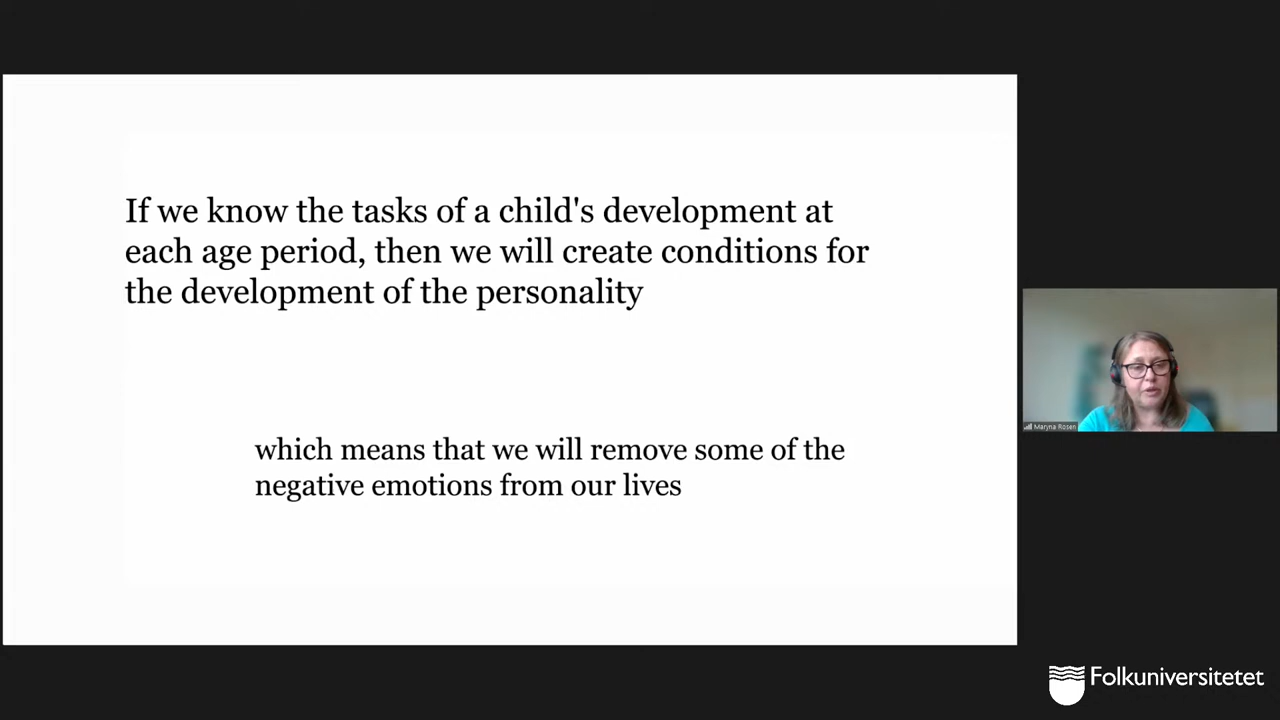 If we know the tasks of a child's development at
each age period, then we will create conditions for
the development of the personality
which means that we will remove some of the
negative emotions from our lives
Maryna Rosen
Folkuniversitetet